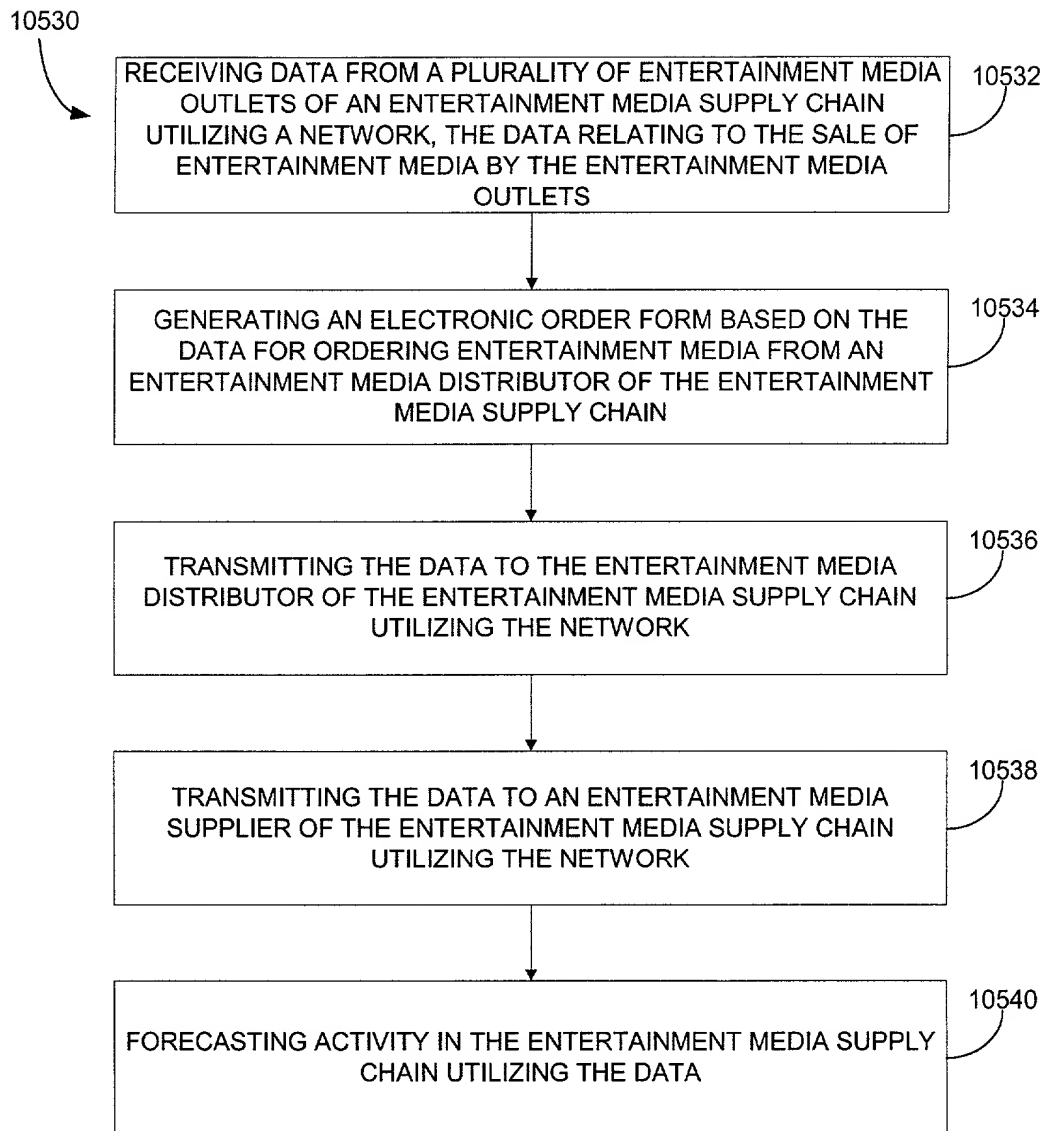 10530
RECEIVING DATA FROM A PLURALITY OF ENTERTAINMENT MEDIA
OUTLETS OF AN ENTERTAINMENT MEDIA SUPPLY CHAIN
UTILIZING A NETWORK, THE DATA RELATING TO THE SALE OF
ENTERTAINMENT MEDIA BY THE ENTERTAINMENT MEDIA
OUTLETS
10532
GENERATING AN ELECTRONIC ORDER FORM BASED ON THE
DATA FOR ORDERING ENTERTAINMENT MEDIA FROM AN
ENTERTAINMENT MEDIA DISTRIBUTOR OF THE ENTERTAINMENT
MEDIA SUPPLY CHAIN
10534
TRANSMITTING THE DATA TO THE ENTERTAINMENT MEDIA
DISTRIBUTOR OF THE ENTERTAINMENT MEDIA SUPPLY CHAIN
UTILIZING THE NETWORK
10536
TRANSMITTING THE DATA TO AN ENTERTAINMENT MEDIA
SUPPLIER OF THE ENTERTAINMENT MEDIA SUPPLY CHAIN
UTILIZING THE NETWORK
10538
FORECASTING ACTIVITY IN THE ENTERTAINMENT MEDIA SUPPLY
CHAIN UTILIZING THE DATA
10540